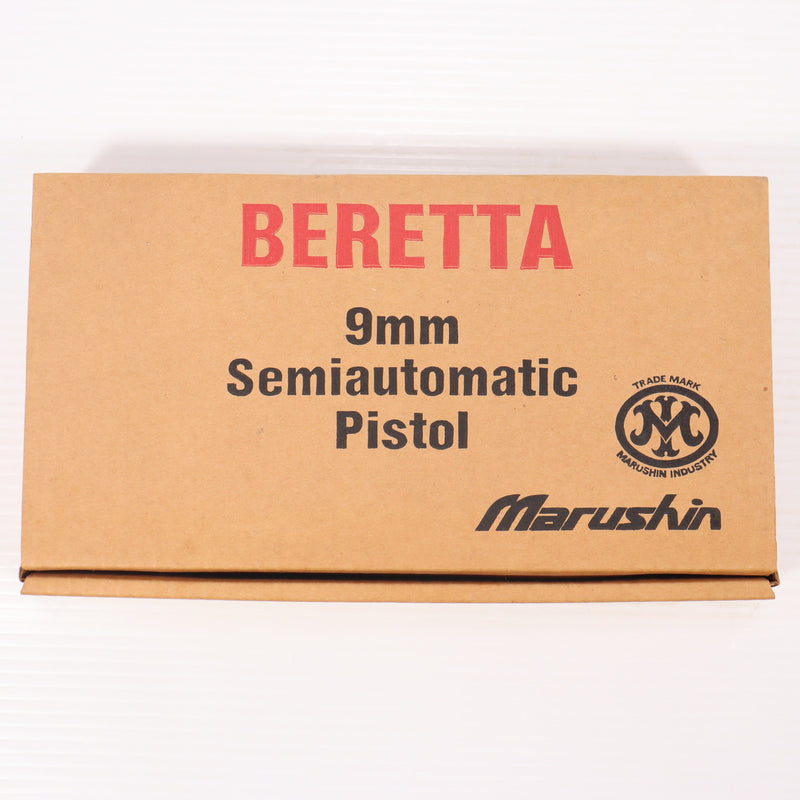 BERETTA
9mm
Semiautomatic
Pistol
TRADE MARK
M
MARUSHIN INDUSTRY
Marushin